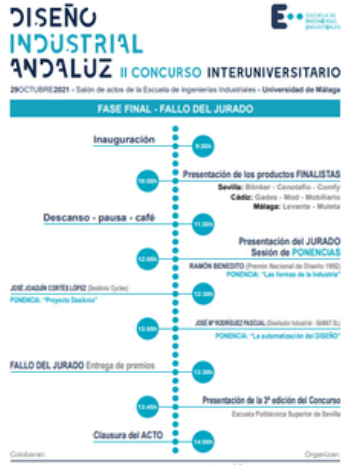 DISEÑO
INDUSTRIAL
ANDALUZ II CONCURSO INTERUNIVERSITARIO
ESCUELA DE
INGENIERÍAS
INDUSTRIALES
29OCTUBRE2021 - Salón de actos de la Escuela de Ingenierías Industriales - Universidad de Málaga
FASE FINAL - FALLO DEL JURADO
Inauguración
9:30h
10:00h
Presentación de los productos FINALISTAS
Sevilla: Blinker - Cenotafio - Comfy
Cádiz: Gades - Mod - Mobiliario
Málaga: Levante - Muleta
Descanso - pausa - café
11:30h
Presentación del JURADO
12:00h
Sesión de PONENCIAS
RAMÓN BENEDITO (Premio Nacional de Diseño 1992)
PONENCIA: "Las formas de la Industria"
JOSÉ JOAQUÍN CORTÉS LÓPEZ (Desiknio Cycles)
12:30h
PONENCIA: "Proyecto Desiknio"
13:00h
JOSÉ Mª RODRÍGUEZ PASCUAL (Diseñador Industrial - SL)
PONENCIA: "La automatización del DISEÑO"
FALLO DEL JURADO Entrega de premios
13:30h
13:45h
Presentación de la 3ª edición del Concurso
Escuela Politécnica Superior de Sevilla
Clausura del ACTO
14:00h
Colaboran:
Organizan: